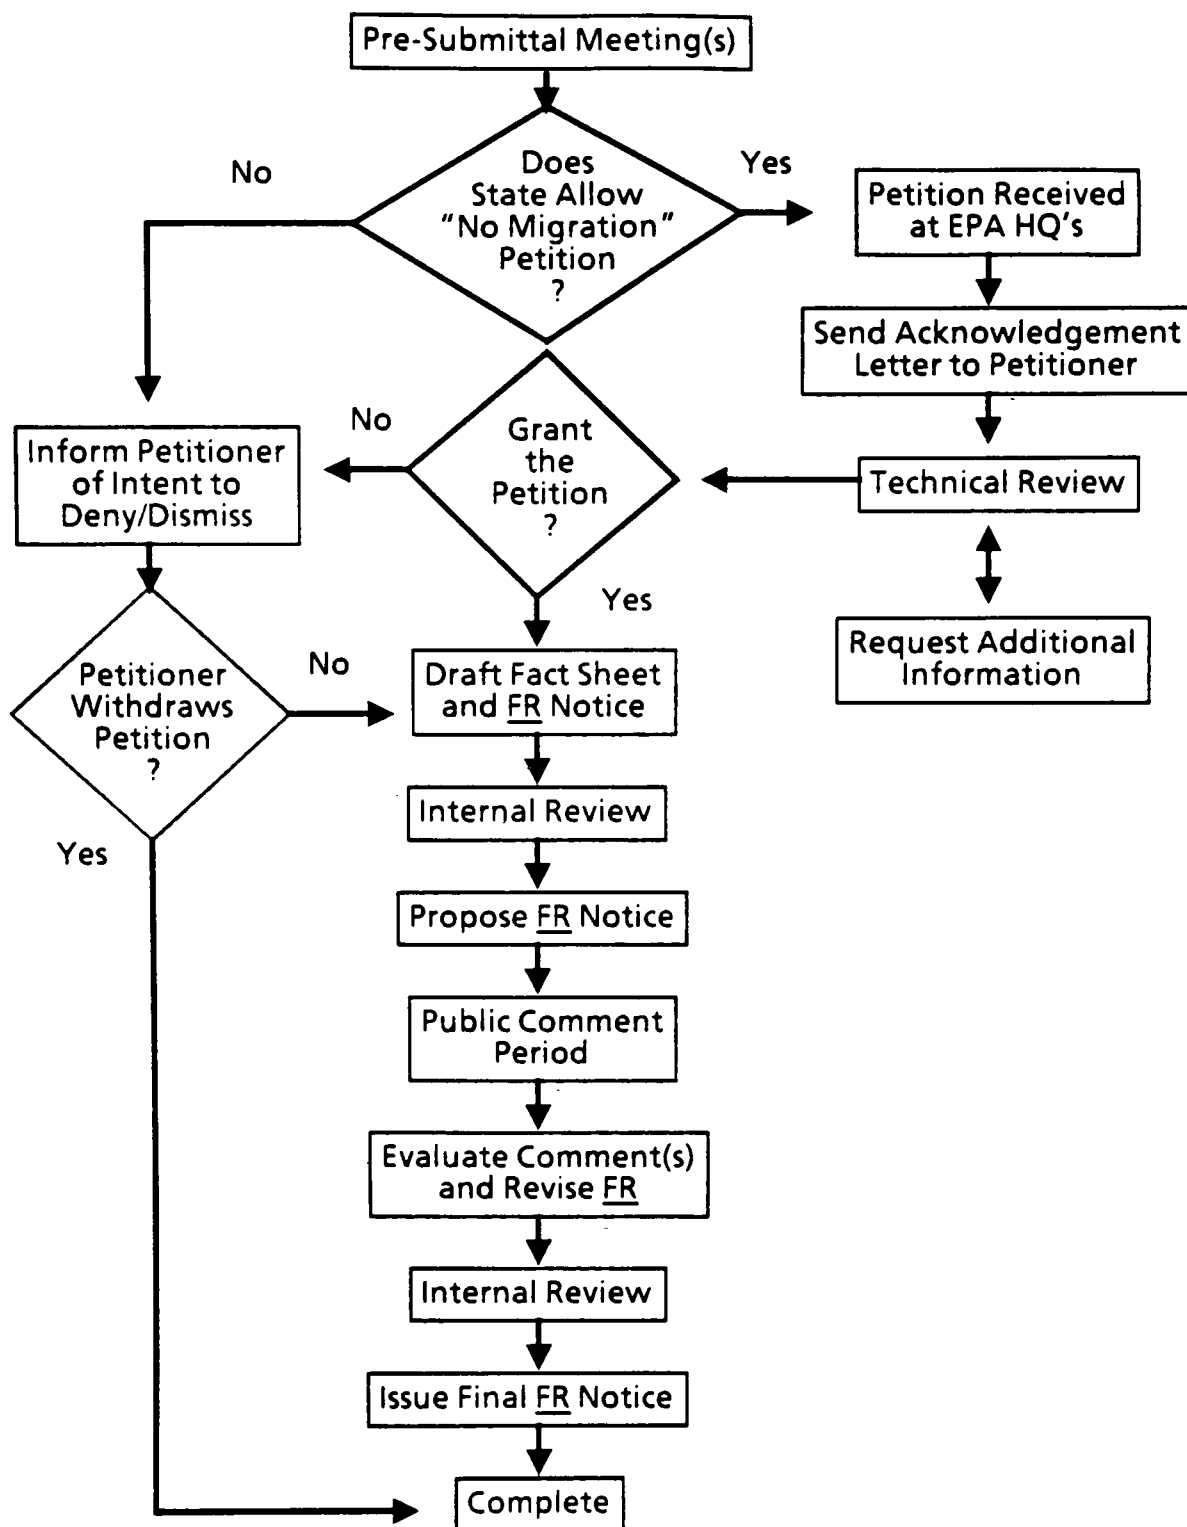 Pre-Submittal Meeting(s)
Does
State Allow
"No Migration"
Petition
?
No
Yes
Petition Received
at EPA HQ's
Send Acknowledgement
Letter to Petitioner
Technical Review
Request Additional
Information
Grant
the
Petition
?
No
Yes
Inform Petitioner
of Intent to
Deny/Dismiss
Petitioner
Withdraws
Petition
?
No
Yes
Draft Fact Sheet
and FR Notice
Internal Review
Propose FR Notice
Public Comment
Period
Evaluate Comment(s)
and Revise FR
Internal Review
Issue Final FR Notice
Complete